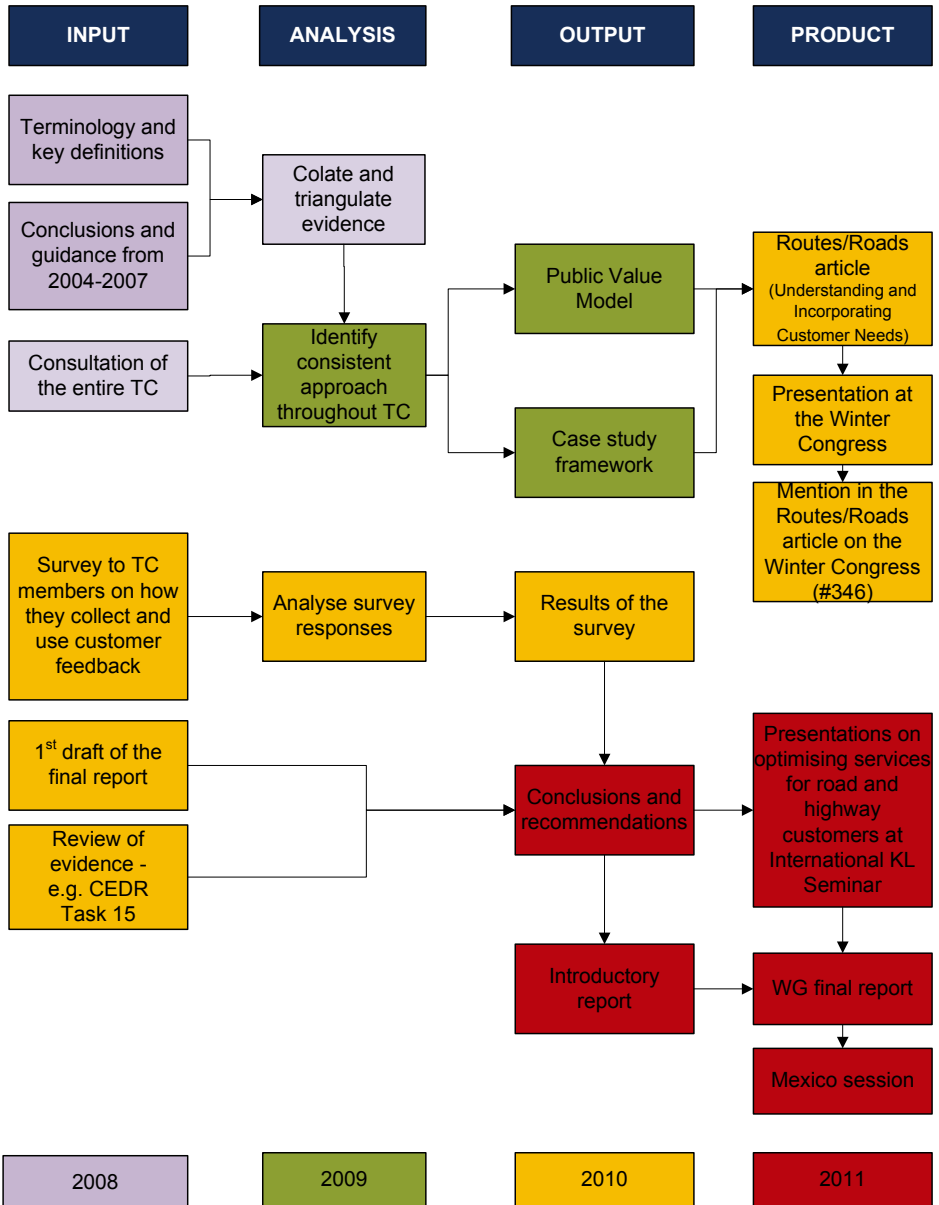 INPUT
ANALYSIS
OUTPUT
PRODUCT
Terminology and
key definitions
Conclusions and
guidance from
2004-2007
Consultation of
the entire TC
Colate and
triangulate
evidence
Identify
consistent
approach
throughout TC
Public Value
Model
Case study
framework
Routes/Roads
article
(Understanding and
Incorporating
Customer Needs)
Presentation at
the Winter
Congress
Mention in the
Routes/Roads
article on the
Winter Congress
(#346)
Survey to TC
members on how
they collect and
use customer
feedback
Analyse survey
responses
Results of the
survey
1st draft of the
final report
Review of
evidence -
e.g. CEDR
Task 15
Conclusions and
recommendations
Presentations on
optimising services
for road and
highway
customers at
International KL
Seminar
Introductory
report
WG final report
Mexico session
2008
2009
2010
2011